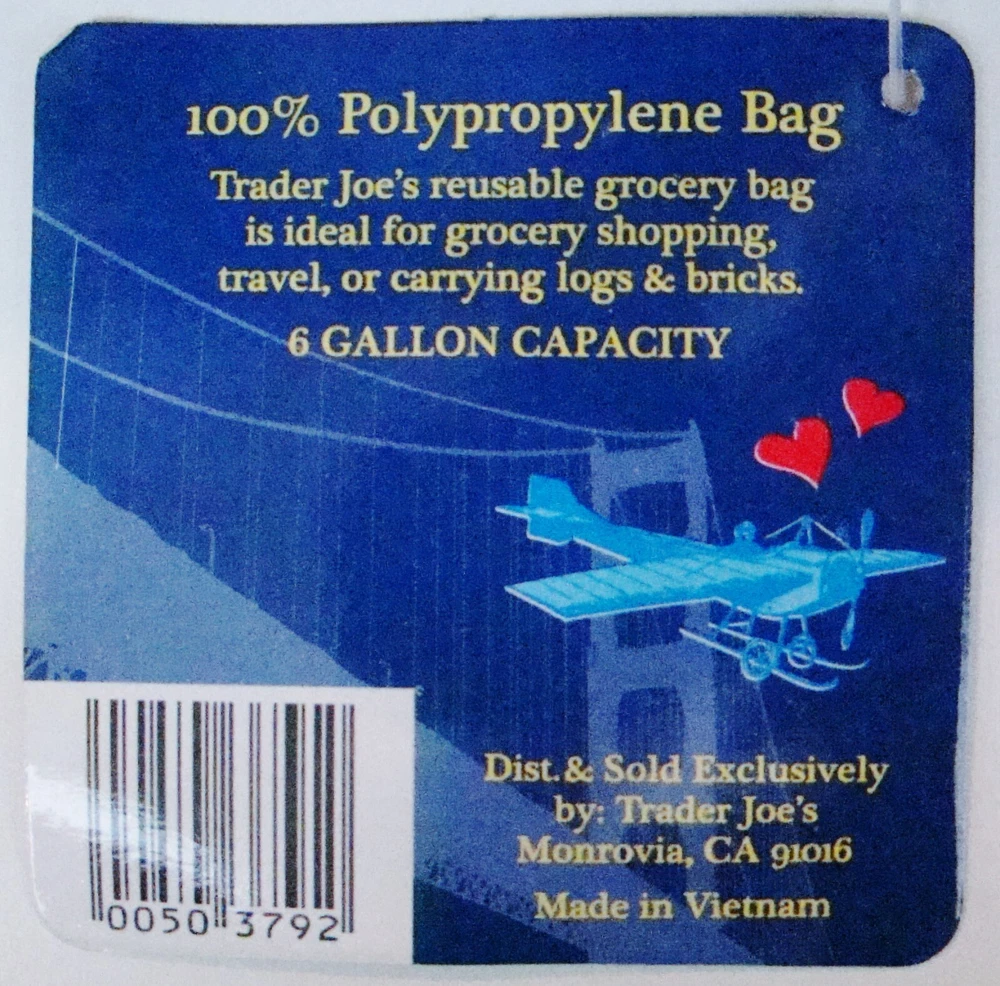 100% Polypropylene Bag
Trader Joe's reusable grocery bag
is ideal for grocery shopping,
travel, or carrying logs & bricks.
6 GALLON CAPACITY
Dist. & Sold Exclusively
by: Trader Joe's
Monrovia, CA 91016
Made in Vietnam
0050 3792